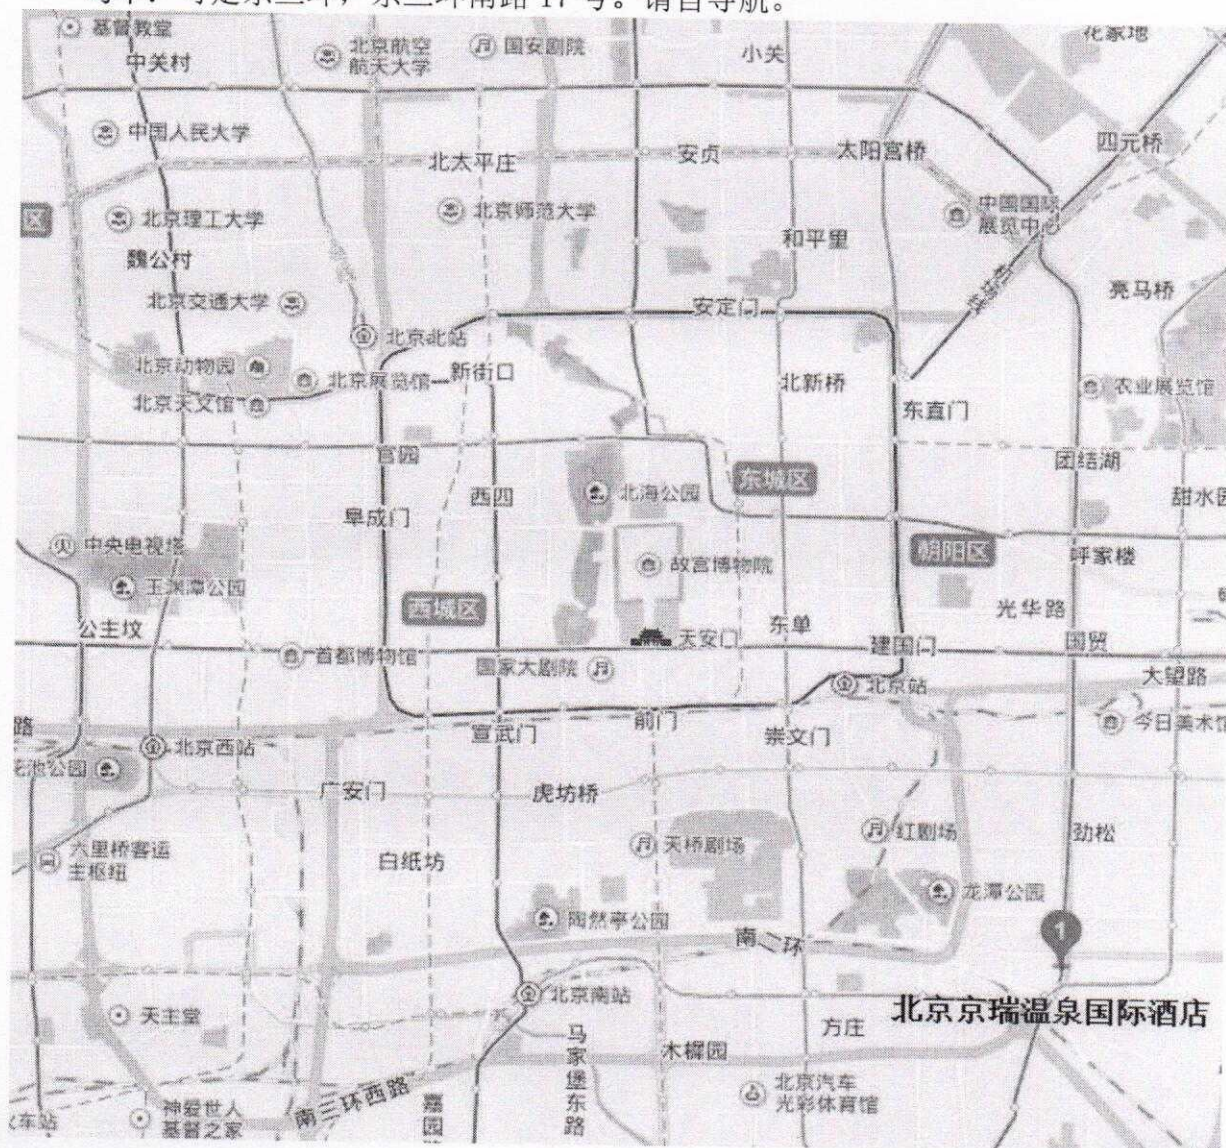 东三环南路 17 号。请自导航。
基督教堂
中关村
北京航空
航天大学
国安剧院
小关
花家地
中国人民大学
北太平庄
安贞
太阳宫桥
四元桥
区
北京理工大学
北京师范大学
中国国际
展览中心
魏公村
和平里
机场线
亮马桥
北京交通大学
安定门
北京北站
北京动物园
北京展览馆
新街口
北新桥
农业展览馆
北京天文馆
东直门
官园
团结湖
西四
北海公园
东城区
甜水园
阜成门
中央电视塔
故宫博物院
朝阳区
呼家楼
玉渊潭公园
西城区
光华路
公主坟
天安门
东单
建国门
国贸
首都博物馆
国家大剧院
大望路
北京站
路
北京西站
宣武门
前门
崇文门
今日美术馆
花池公园
广安门
虎坊桥
六里桥客运
主枢纽
白纸坊
天桥剧场
红剧场
劲松
龙潭公园
陶然亭公园
南二环
1
北京南站
北京京瑞温泉国际酒店
天主堂
马家堡东路
方庄
木樨园
南三环西路
嘉园
北京汽车
光彩体育馆
火车站
神爱世人
基督之家